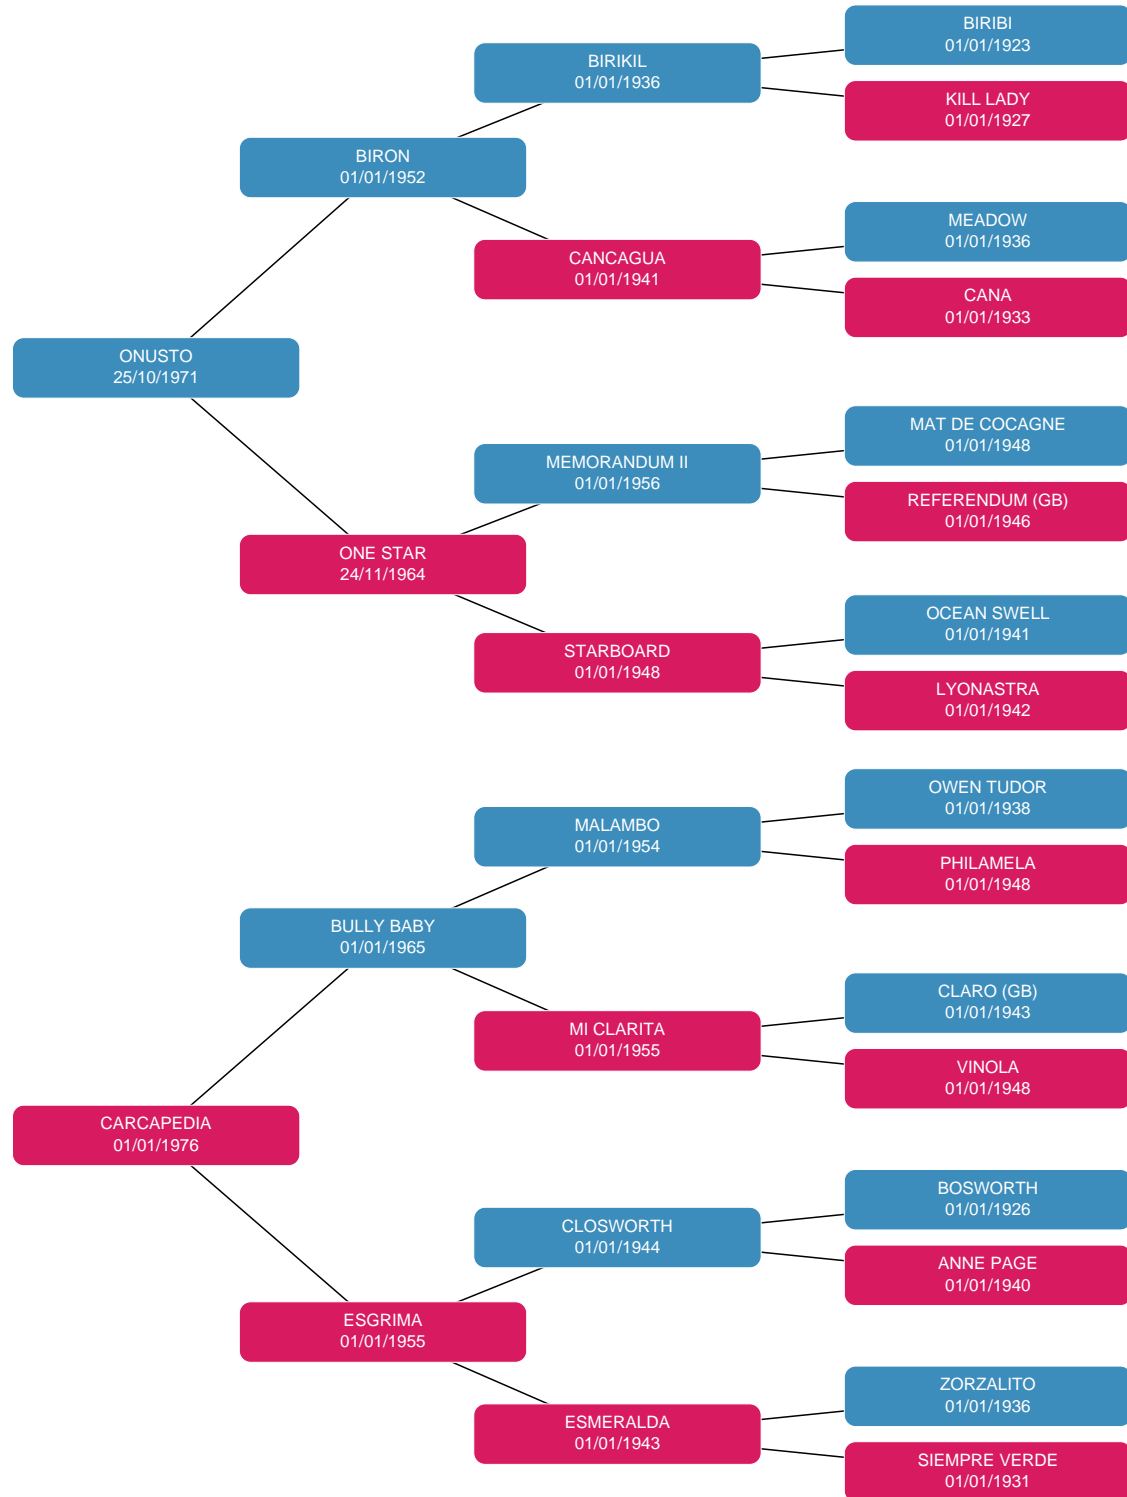 BIRIBI
01/01/1923
BIRIKIL
01/01/1936
KILL LADY
01/01/1927
BIRON
01/01/1952
MEADOW
01/01/1936
CANCAGUA
01/01/1941
CANA
01/01/1933
ONUSTO
25/10/1971
MAT DE COCAGNE
01/01/1948
MEMORANDUM II
01/01/1956
REFERENDUM (GB)
01/01/1946
ONE STAR
24/11/1964
OCEAN SWELL
01/01/1941
STARBOARD
01/01/1948
LYONASTRA
01/01/1942
OWEN TUDOR
01/01/1938
MALAMBO
01/01/1954
PHILAMELA
01/01/1948
BULLY BABY
01/01/1965
CLARO (GB)
01/01/1943
MI CLARITA
01/01/1955
VINOLA
01/01/1948
CARCAPEDIA
01/01/1976
BOSWORTH
01/01/1926
CLOSWORTH
01/01/1944
ANNE PAGE
01/01/1940
ESGRIMA
01/01/1955
ZORZALITO
01/01/1936
ESMERALDA
01/01/1943
SIEMPRE VERDE
01/01/1931